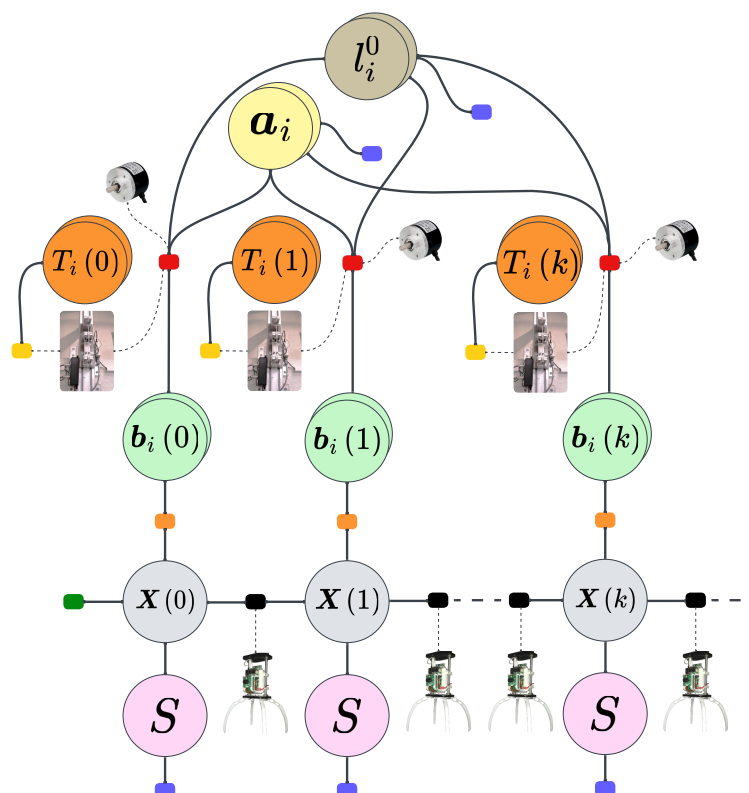 l_i^0
a_i
T_i (0)
T_i (1)
T_i (k)
b_i (0)
b_i (1)
b_i (k)
X (0)
X (1)
X (k)
S
S
S